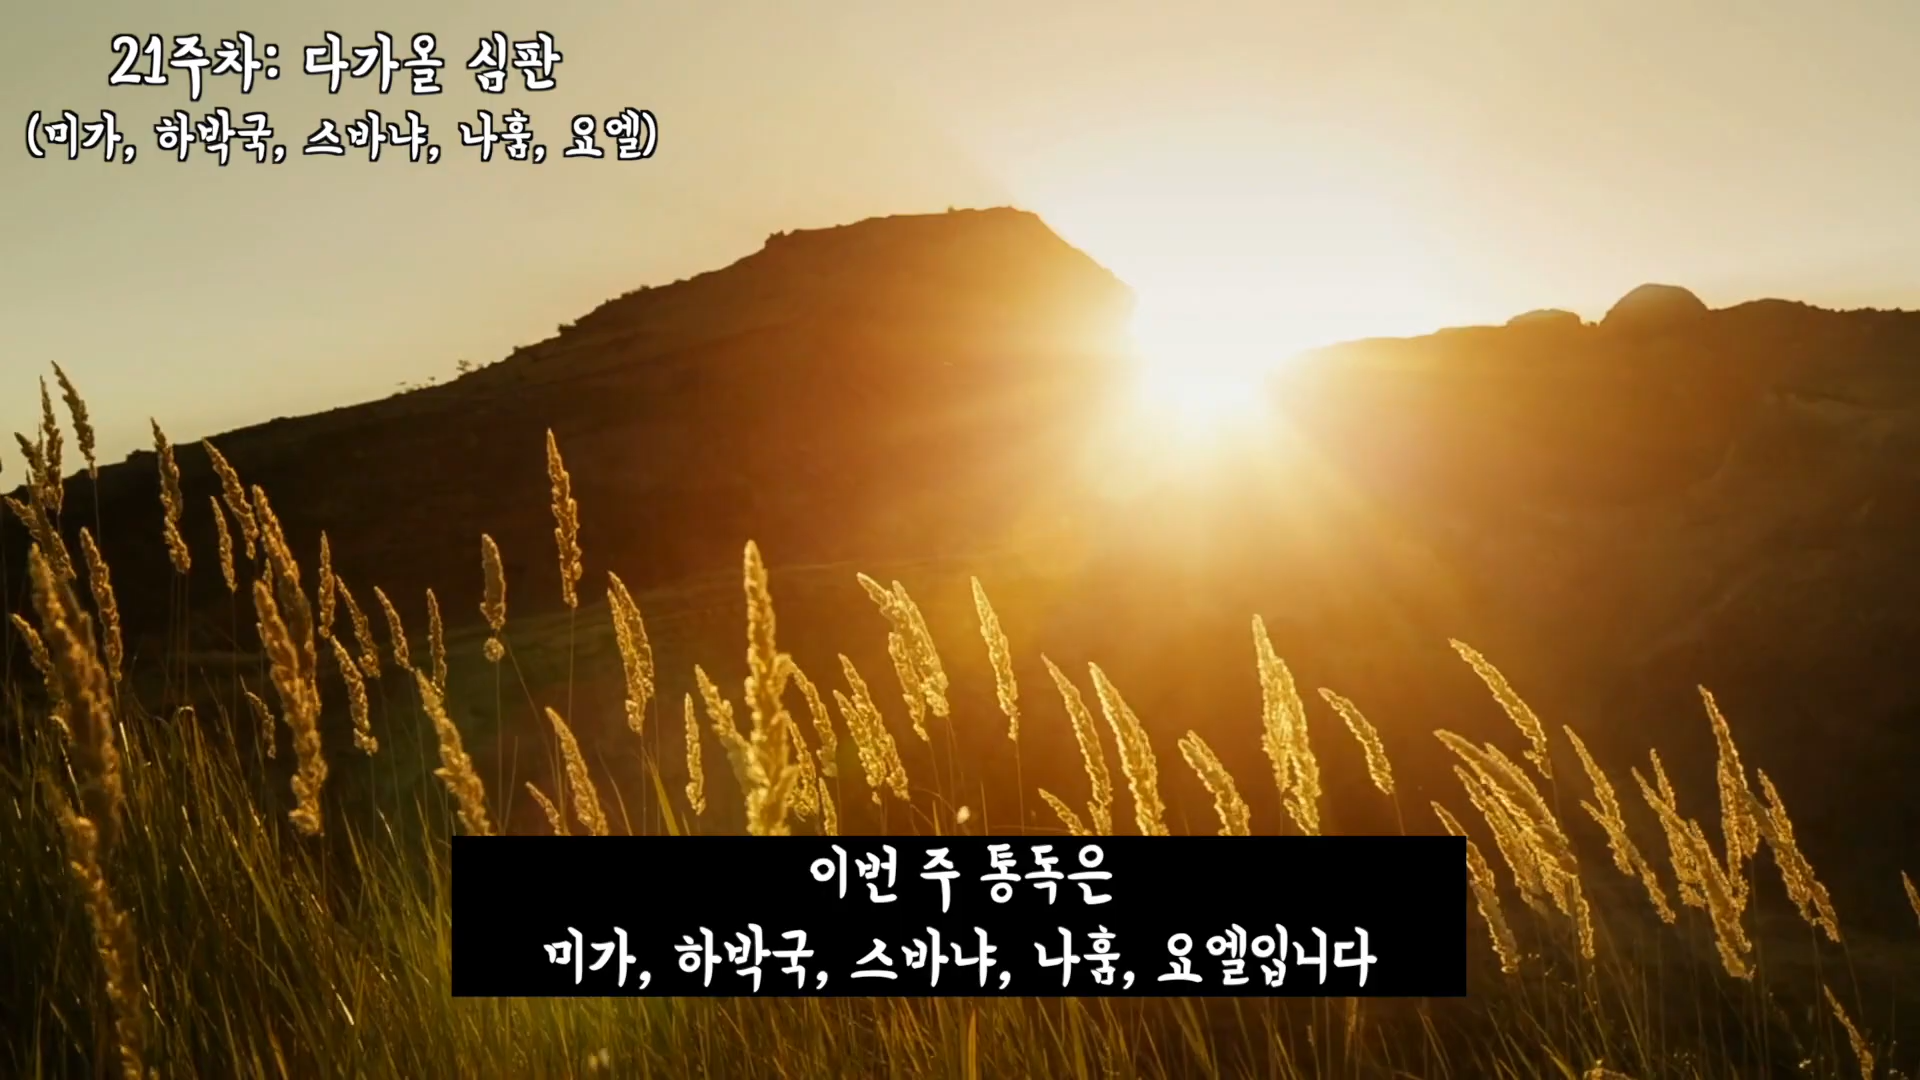 21주차: 다가올 심판
(미가, 하박국, 스바냐, 나훔, 요엘)
이번 주 통독은
미가, 하박국, 스바냐, 나훔, 요엘입니다